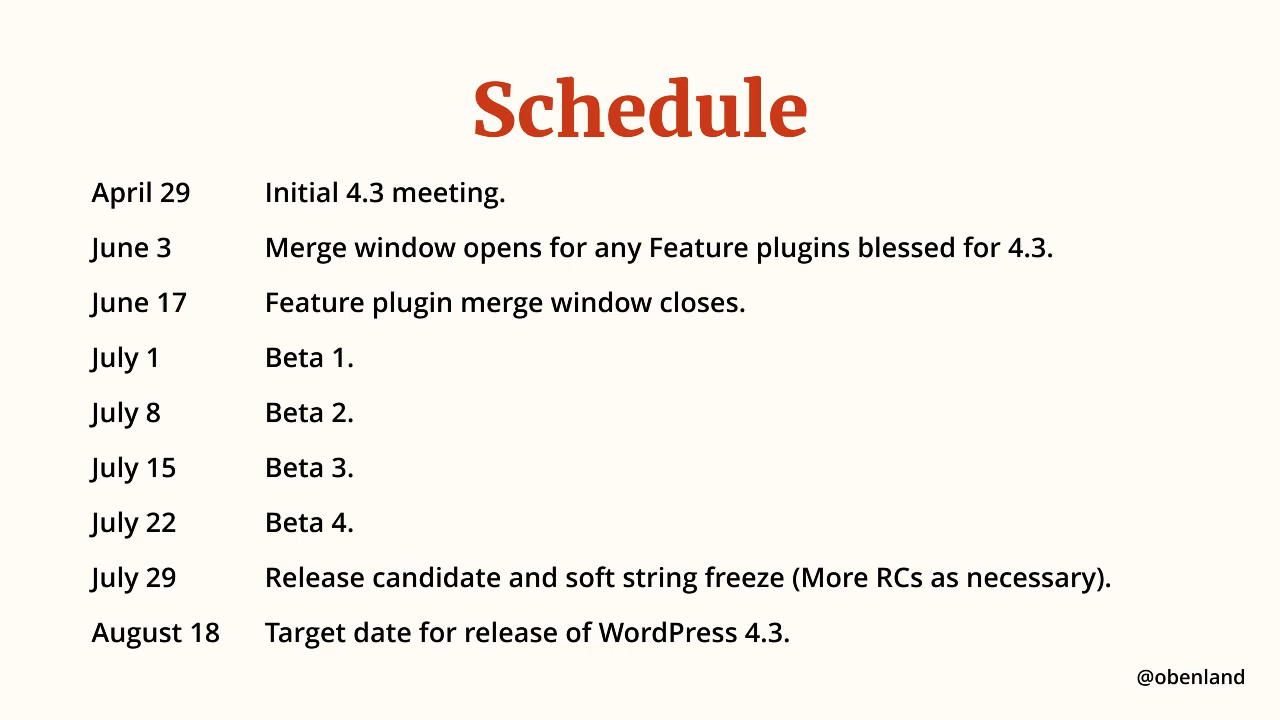 Schedule
April 29 Initial 4.3 meeting.
June 3 Merge window opens for any Feature plugins blessed for 4.3.
June 17 Feature plugin merge window closes.
July 1 Beta 1.
July 8 Beta 2.
July 15 Beta 3.
July 22 Beta 4.
July 29 Release candidate and soft string freeze (More RCs as necessary).
August 18 Target date for release of WordPress 4.3.
@obenland